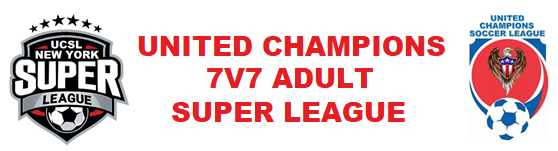 UCSL
NEW YORK
SUPER
LEAGUE
UNITED CHAMPIONS
7V7 ADULT
SUPER LEAGUE
UNITED CHAMPIONS
SOCCER LEAGUE